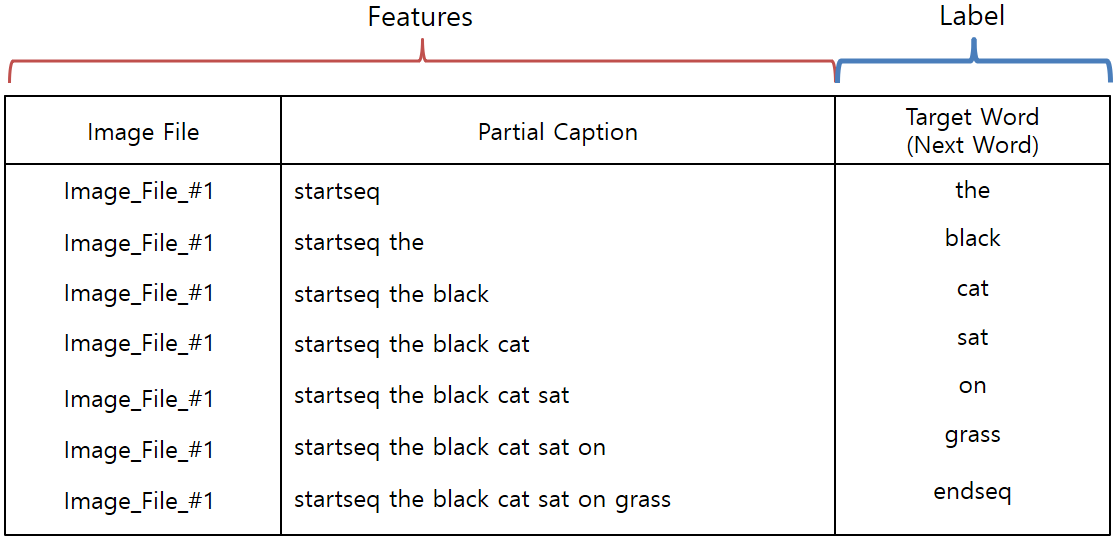 Features
Label
Image File
Partial Caption
Target Word
(Next Word)
Image_File_#1 startseq the
Image_File_#1 startseq the black
Image_File_#1 startseq the black cat
Image_File_#1 startseq the black cat sat
Image_File_#1 startseq the black cat sat on
Image_File_#1 startseq the black cat sat on grass
Image_File_#1 startseq the black cat sat on grass endseq